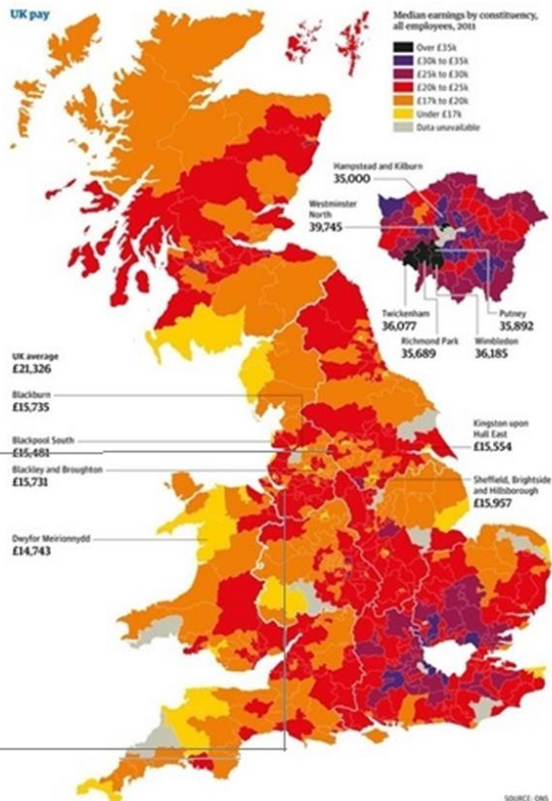 UK pay
Median earnings by constituency,
all employees, 2011
Over £35k
£30k to £35k
£25k to £30k
£20k to £25k
£17k to £20k
Under £17k
Data unavailable
Hampstead and Kilburn
35,000
Westminster
North
39,745
Twickenham
36,077
Richmond Park
35,689
Wimbledon
36,185
Putney
35,892
UK average
£21,326
Blackburn
£15,735
Blackpool South
£15,481
Blackley and Broughton
£15,731
Dwyfor Meirionnydd
£14,743
Kingston upon
Hull East
£15,554
Sheffield, Brightside
and Hillsborough
£15,957
SOURCE: ONS